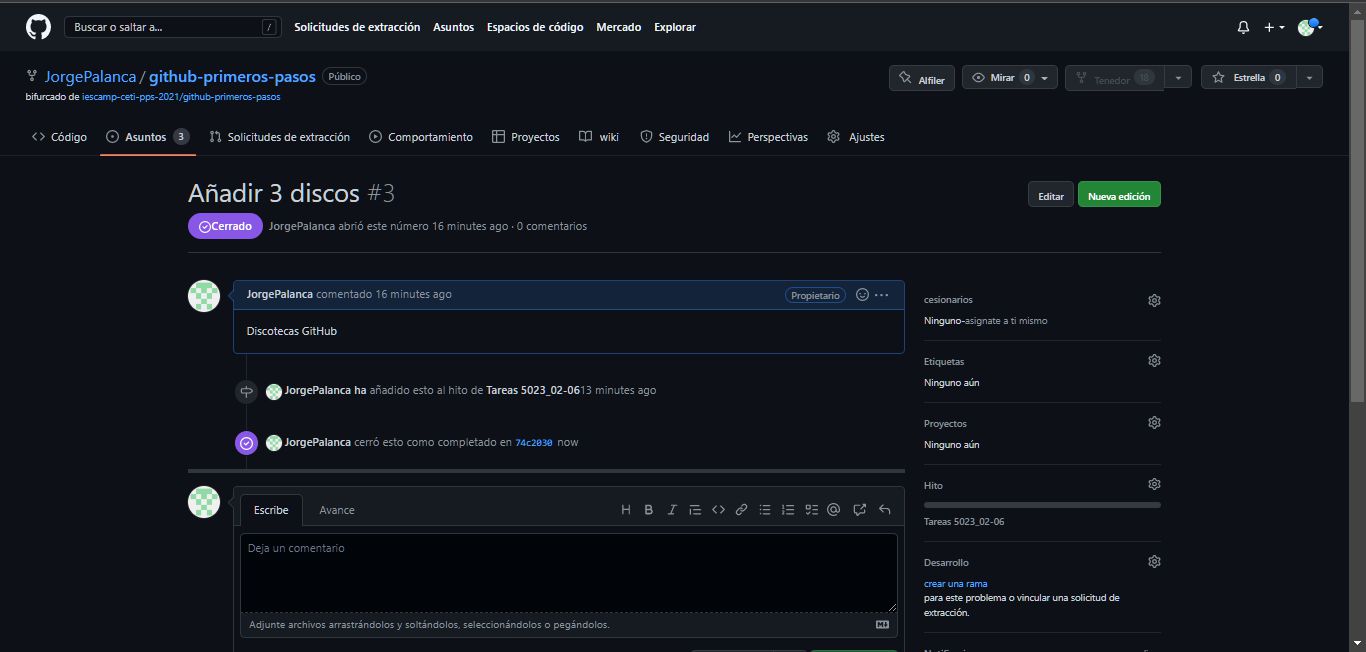 Buscar o saltar a... / Solicitudes de extracción Asuntos Espacios de código Mercado Explorar
JorgePalanca / github-primeros-pasos Público Alfiler Mirar 0 Tenedor 18 Estrella 0
bifurcado de iescamp-ceti-pps-2021/github-primeros-pasos
Código Asuntos 3 Solicitudes de extracción Comportamiento Proyectos wiki Seguridad Perspectivas Ajustes
Añadir 3 discos #3 Editar Nueva edición
Cerrado JorgePalanca abrió este número 16 minutes ago · 0 comentarios
JorgePalanca comentado 16 minutes ago Propietario
Discotecas GitHub
JorgePalanca ha añadido esto al hito de Tareas 5023_02-0613 minutes ago
JorgePalanca cerró esto como completado en 74c2030 now
Escribe Avance
Deja un comentario
Adjunte archivos arrastrándolos y soltándolos, seleccionándolos o pegándolos.
cesionarios
Ninguno-asignate a ti mismo
Etiquetas
Ninguno aún
Proyectos
Ninguno aún
Hito
Tareas 5023_02-06
Desarrollo
crear una rama
para este problema o vincular una solicitud de
extracción.